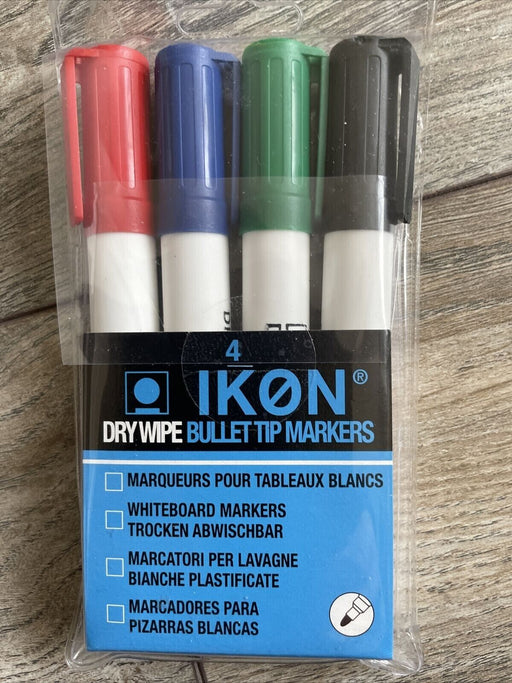 4
IKØN®
DRY WIPE BULLET TIP MARKERS
MARQUEURS POUR TABLEAUX BLANCS
WHITEBOARD MARKERS
TROCKEN ABWISCHBAR
MARCATORI PER LAVAGNE
BIANCHE PLASTIFICATE
MARCADORES PARA
PIZARRAS BLANCAS